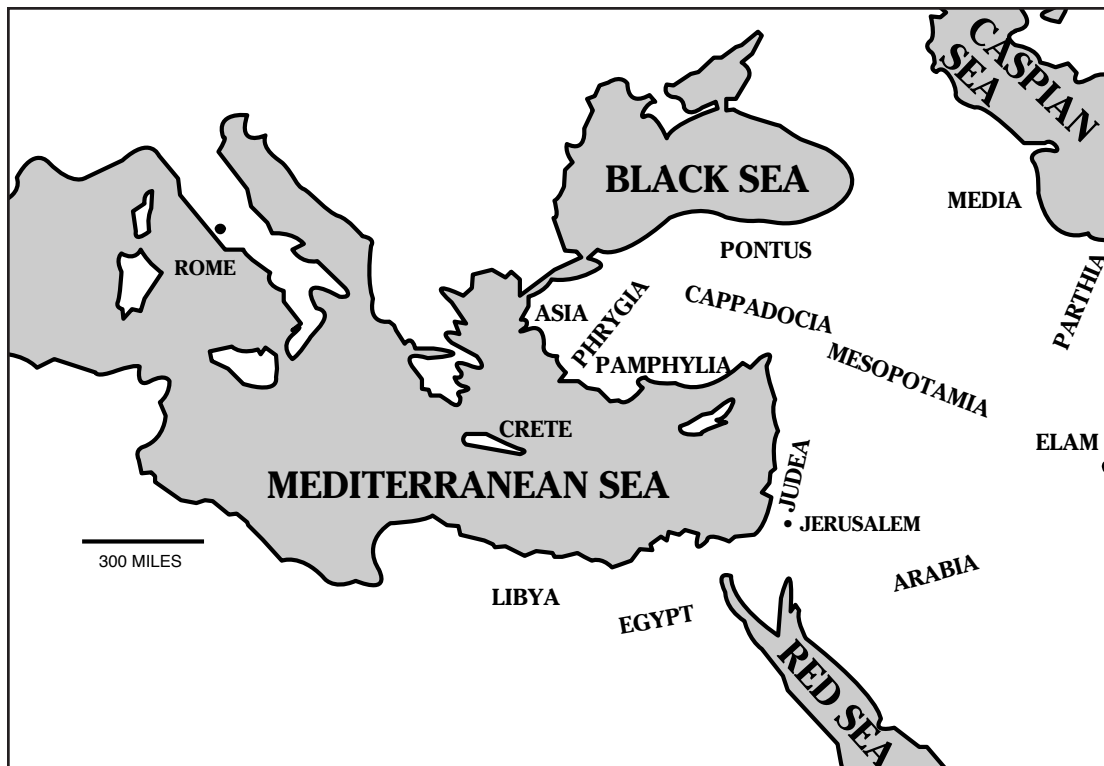 CASPIAN
SEA
BLACK SEA
MEDIA
PONTUS
ROME
PARTHIA
ASIA
PHRYGIA
CAPPADOCIA
PAMPHYLIA
MESOPOTAMIA
CRETE
ELAM
MEDITERRANEAN SEA
JUDEA
JERUSALEM
300 MILES
ARABIA
LIBYA
EGYPT
RED SEA